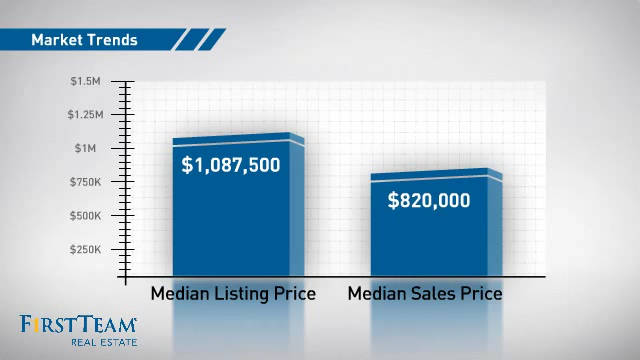 Market Trends
$1.5M
$1.25M
$1M
$750K
$500K
$250K
$1,087,500
$820,000
Median Listing Price
Median Sales Price
FIRSTTEAM®
REAL ESTATE